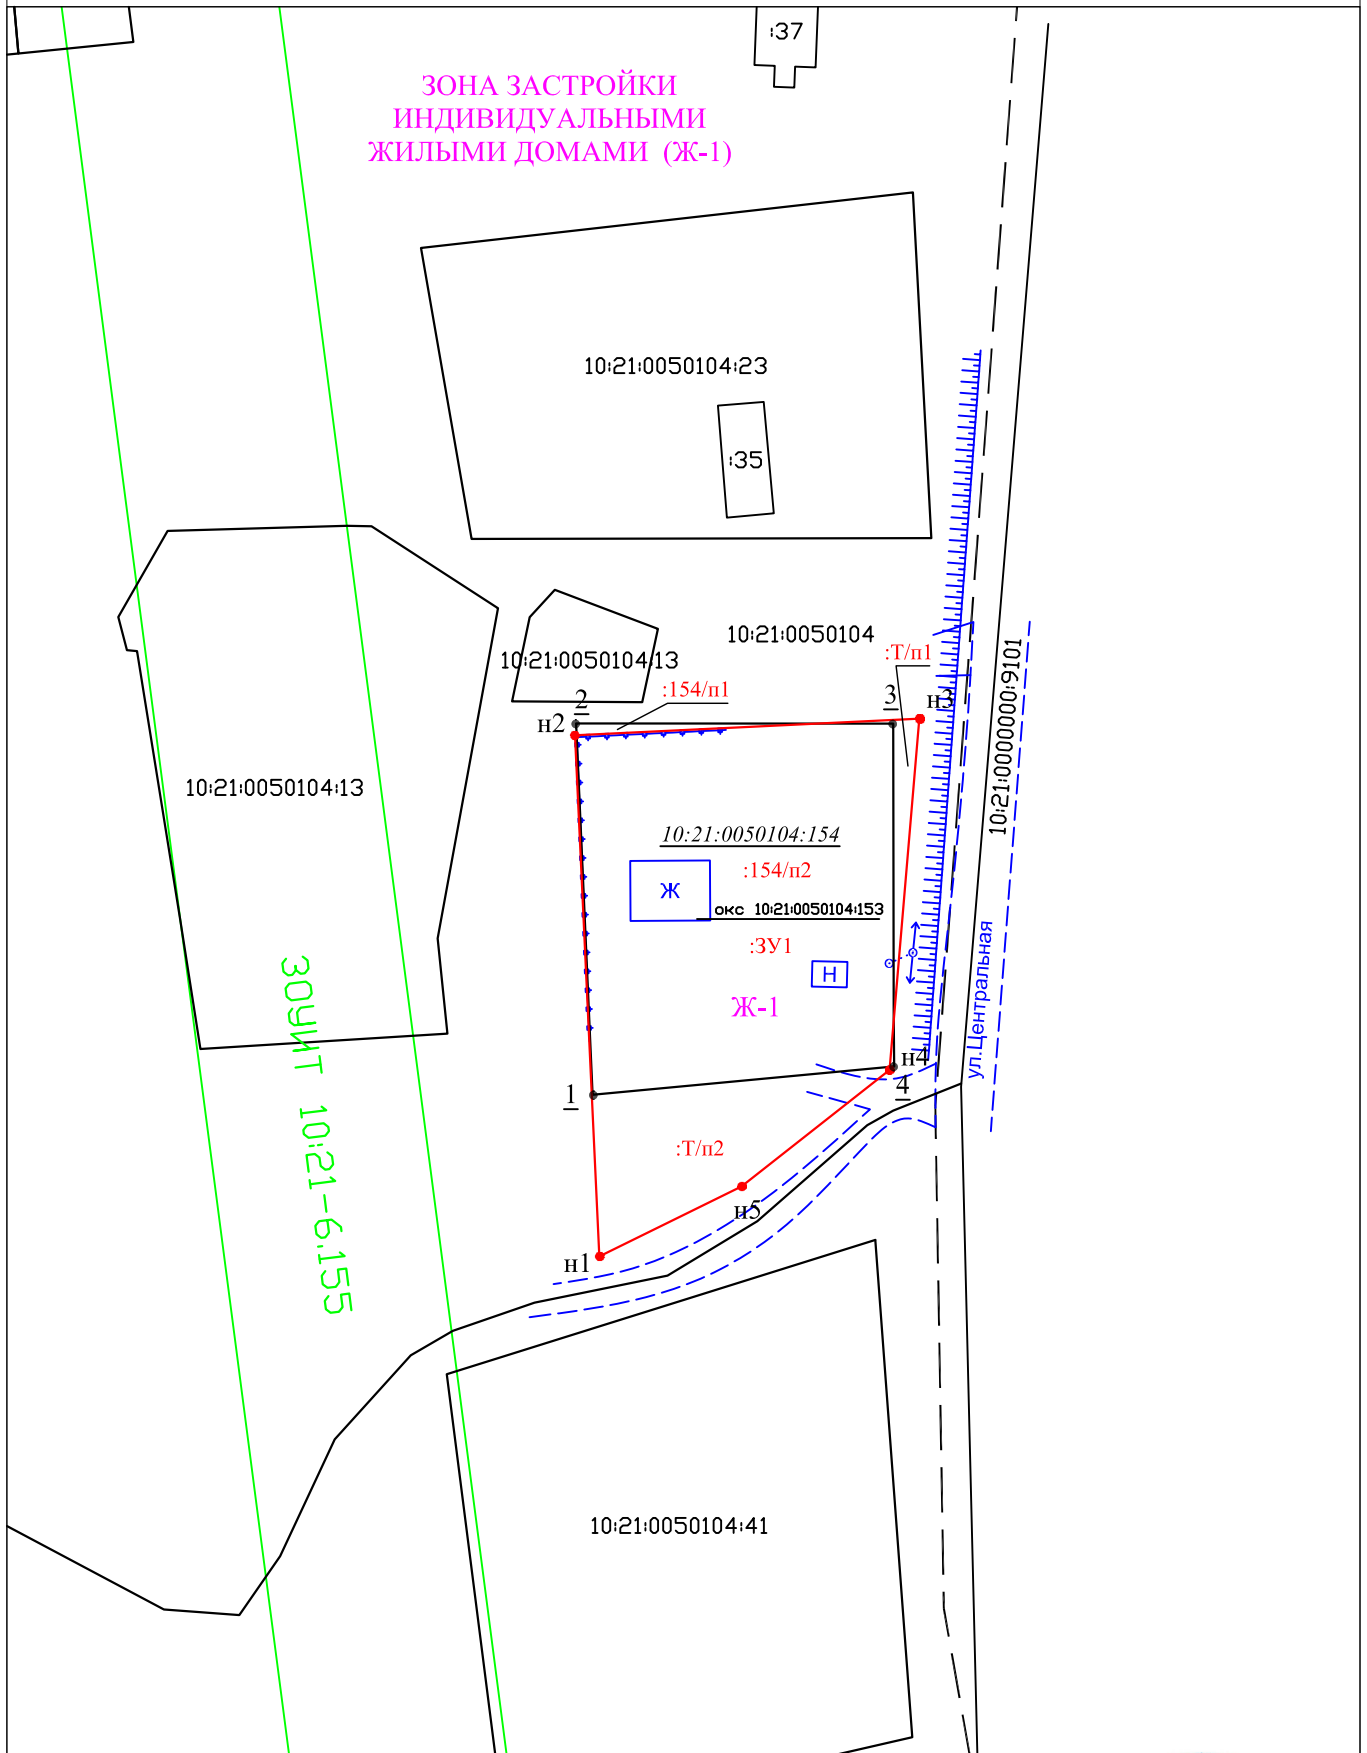 :37
ЗОНА ЗАСТРОЙКИ
ИНДИВИДУАЛЬНЫМИ
ЖИЛЫМИ ДОМАМИ (Ж-1)
10:21:0050104:23
:35
10:21:0050104
:Т/п1
10:21:0050104:13
:154/п1
2
3
н3
н2
10:21:0000000:9101
10:21:0050104:13
10:21:0050104:154
:154/п2
Ж
окс 10:21:0050104:153
:ЗУ1
Н
Ж-1
ул.Центральная
н4
4
1
:Т/п2
н5
н1
ЗОУИТ 10:21-6.155
10:21:0050104:41